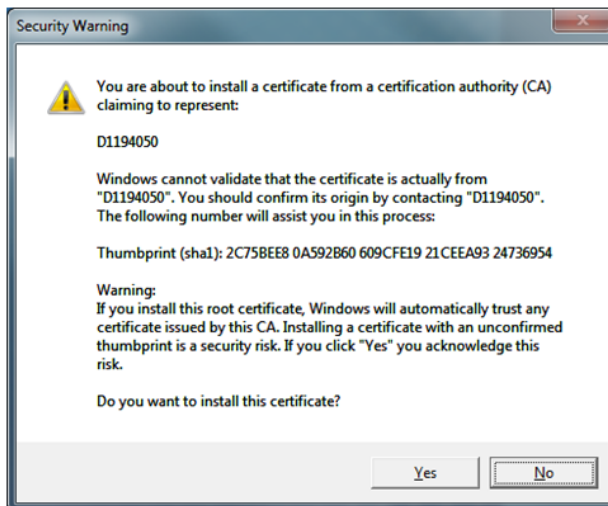 Security Warning
You are about to install a certificate from a certification authority (CA)
claiming to represent:
D1194050
Windows cannot validate that the certificate is actually from
"D1194050". You should confirm its origin by contacting "D1194050".
The following number will assist you in this process:
Thumbprint (sha1): 2C75BEE8 0A592B60 609CFE19 21CEEA93 24736954
Warning:
If you install this root certificate, Windows will automatically trust any
certificate issued by this CA. Installing a certificate with an unconfirmed
thumbprint is a security risk. If you click "Yes" you acknowledge this
risk.
Do you want to install this certificate?
Yes
No